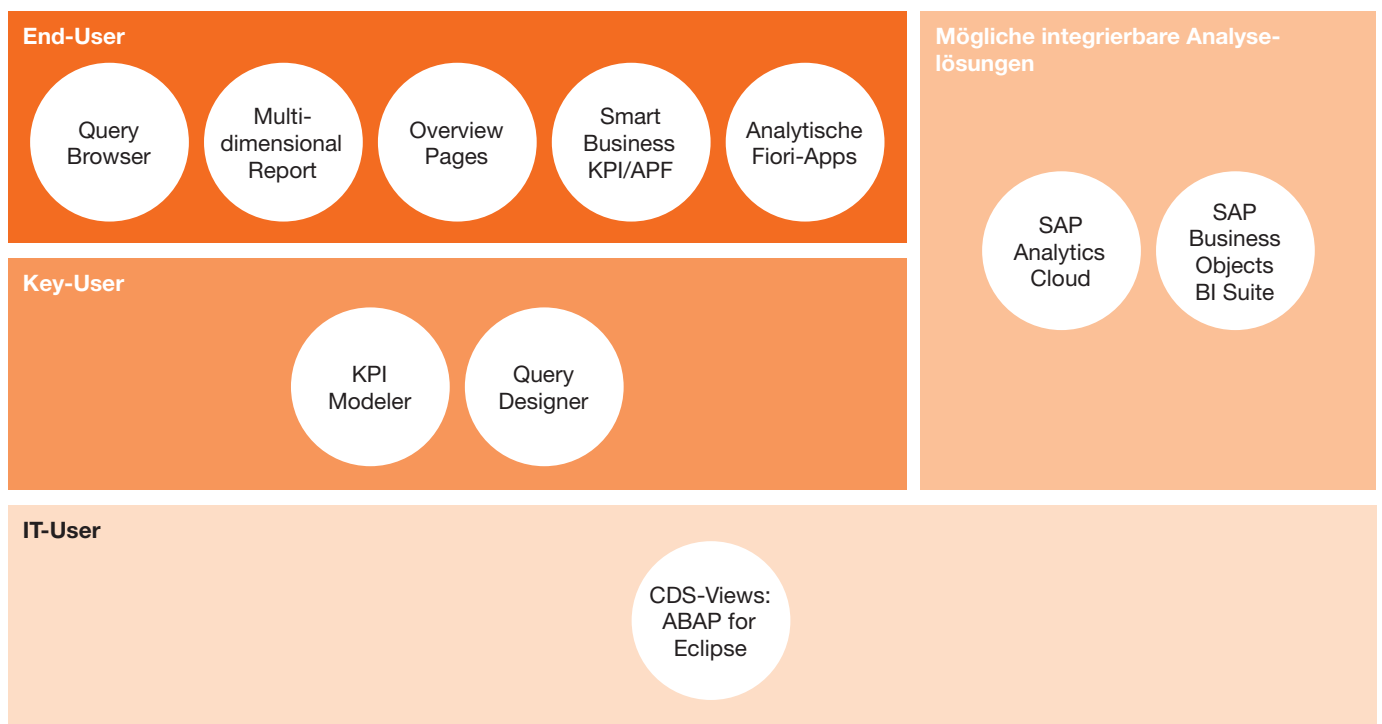 End-User
Query
Browser
Multi-
dimensional
Report
Overview
Pages
Smart
Business
KPI/APF
Analytische
Fiori-Apps
Mögliche integrierbare Analyse-
lösungen
SAP
Analytics
Cloud
SAP
Business
Objects
BI Suite
Key-User
KPI
Modeler
Query
Designer
IT-User
CDS-Views:
ABAP for
Eclipse